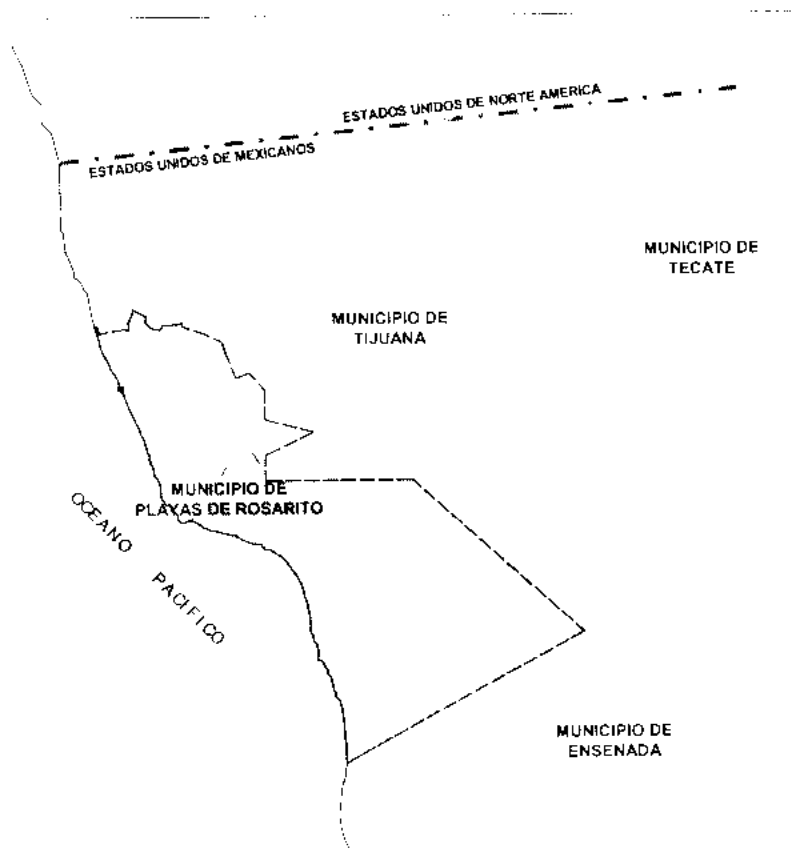 ESTADOS UNIDOS DE NORTE AMERICA
ESTADOS UNIDOS DE MEXICANOS
MUNICIPIO DE
TECATE
MUNICIPIO DE
TIJUANA
MUNICIPIO DE
PLAYAS DE ROSARITO
OCEANO PACIFICO
MUNICIPIO DE
ENSENADA